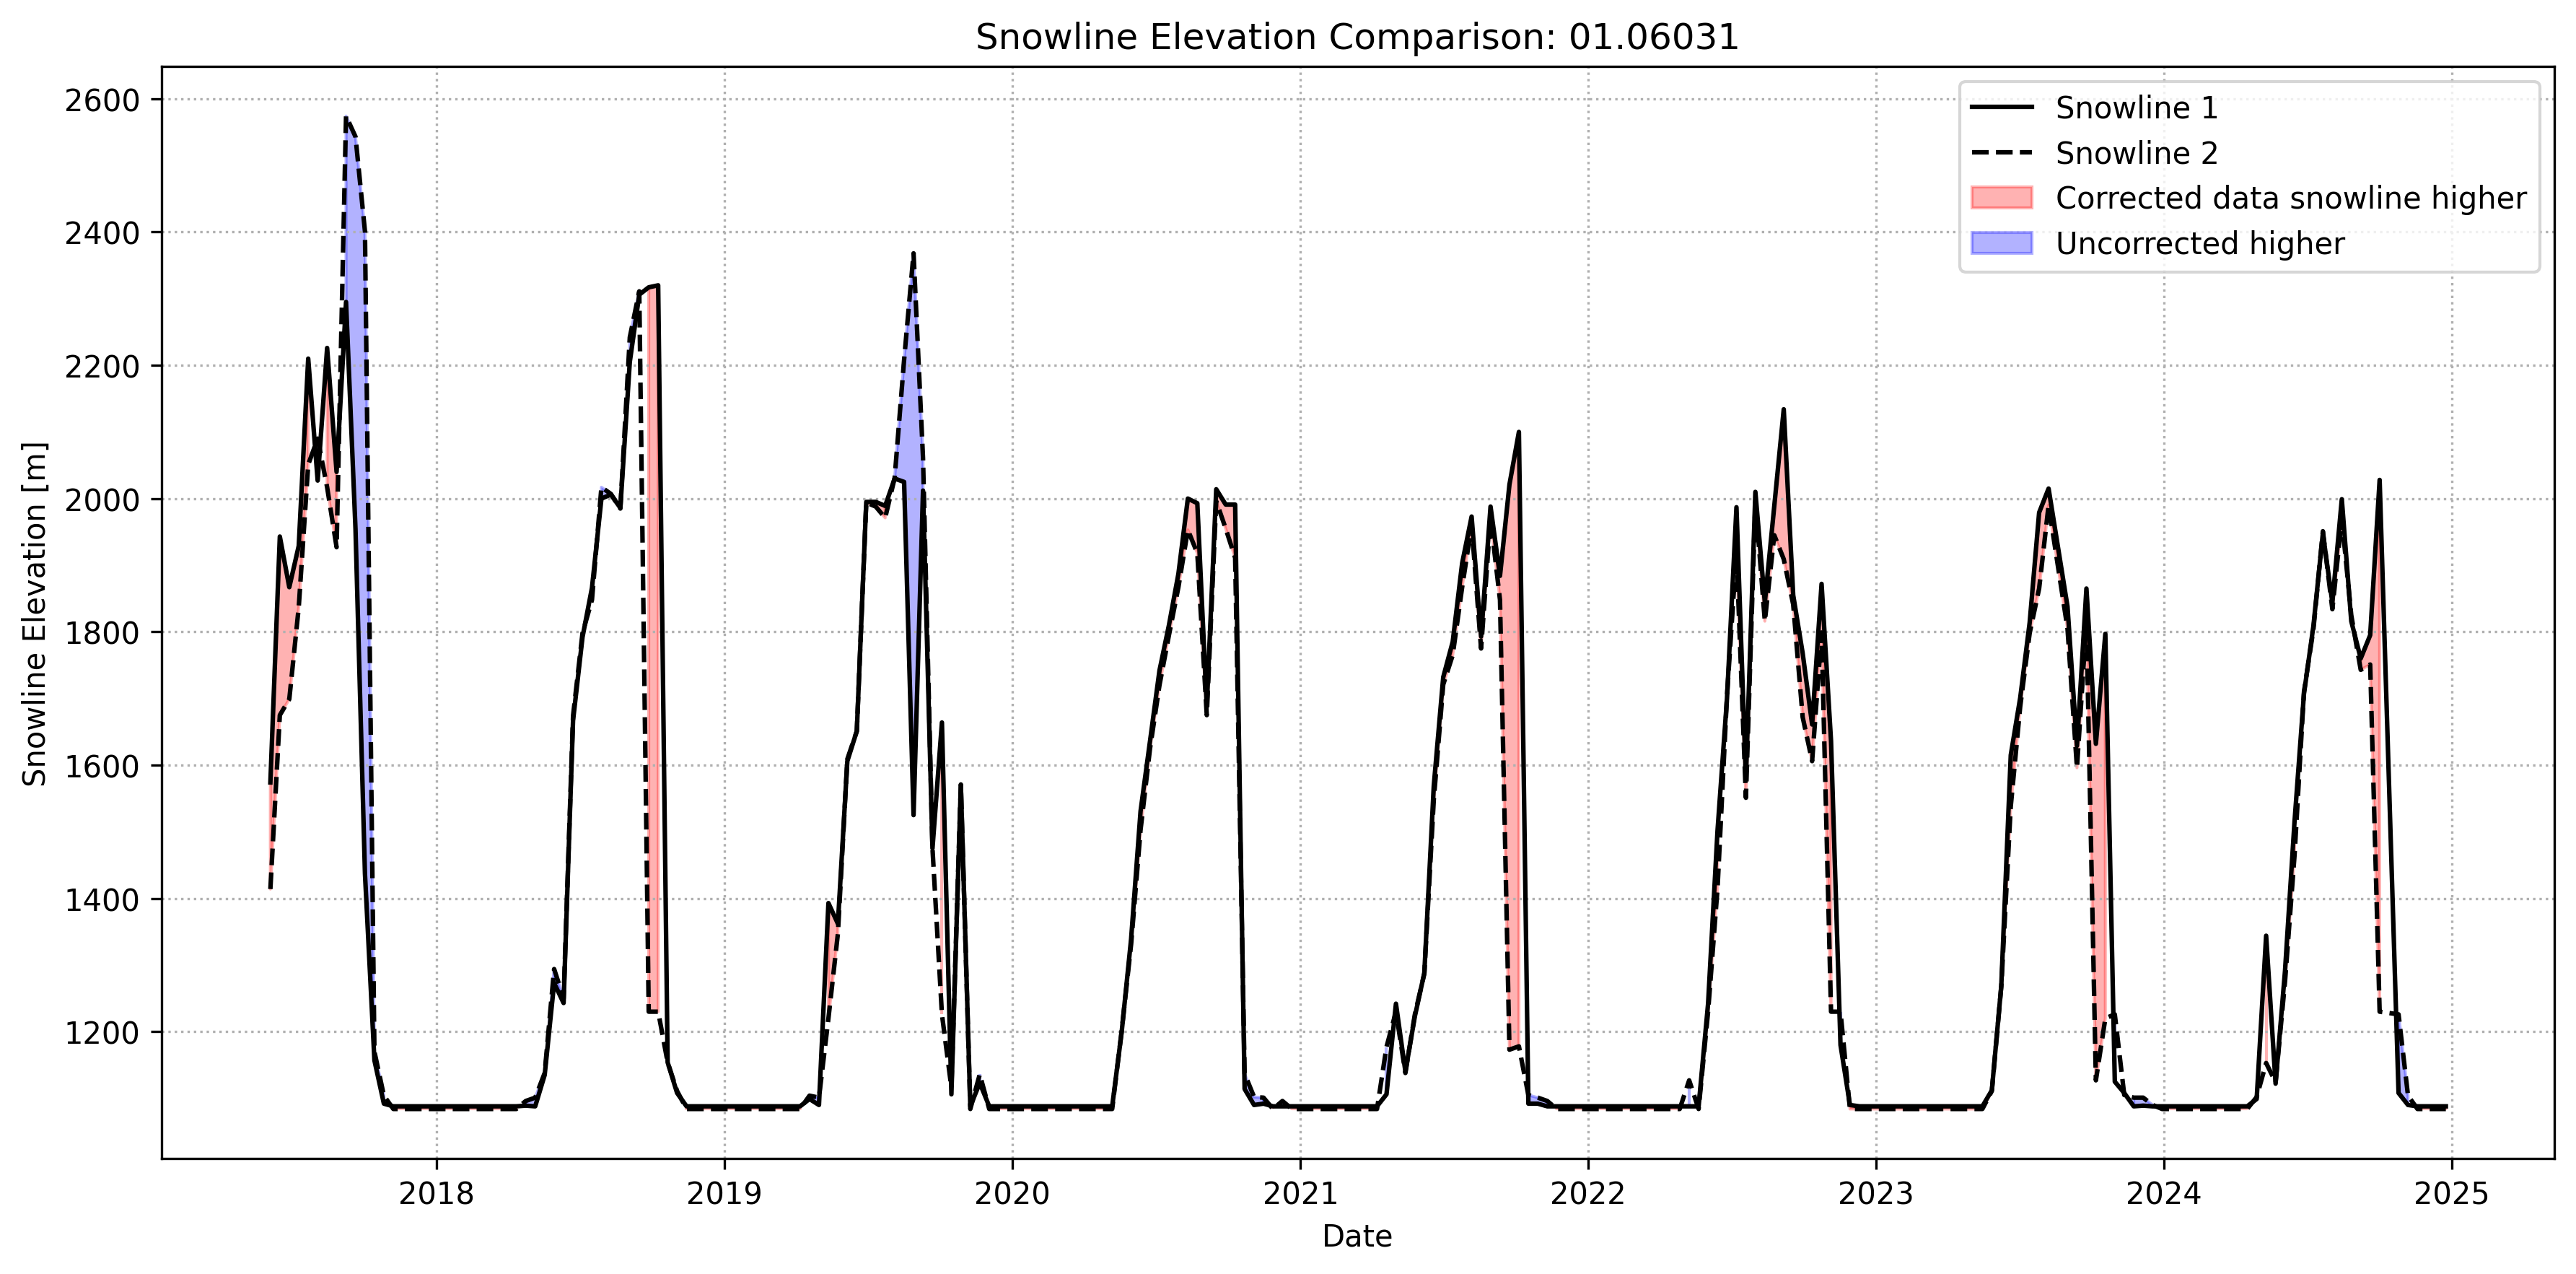 Snowline Elevation Comparison: 01.06031
Snowline 1
Snowline 2
Corrected data snowline higher
Uncorrected higher
Snowline Elevation [m]
2600
2400
2200
2000
1800
1600
1400
1200
2018 2019 2020 2021 2022 2023 2024 2025
Date